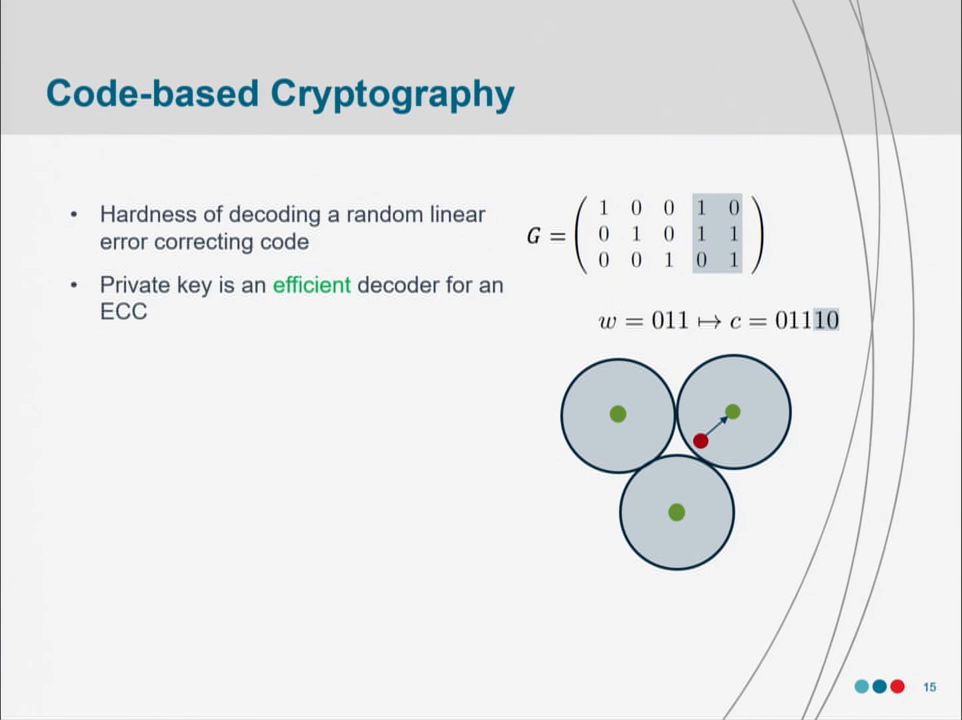 Code-based Cryptography
• Hardness of decoding a random linear
error correcting code
• Private key is an efficient decoder for an
ECC
G =
1 0 0 1 0
0 1 0 1 1
0 0 1 0 1
w = 011 ↦ c = 01110
15